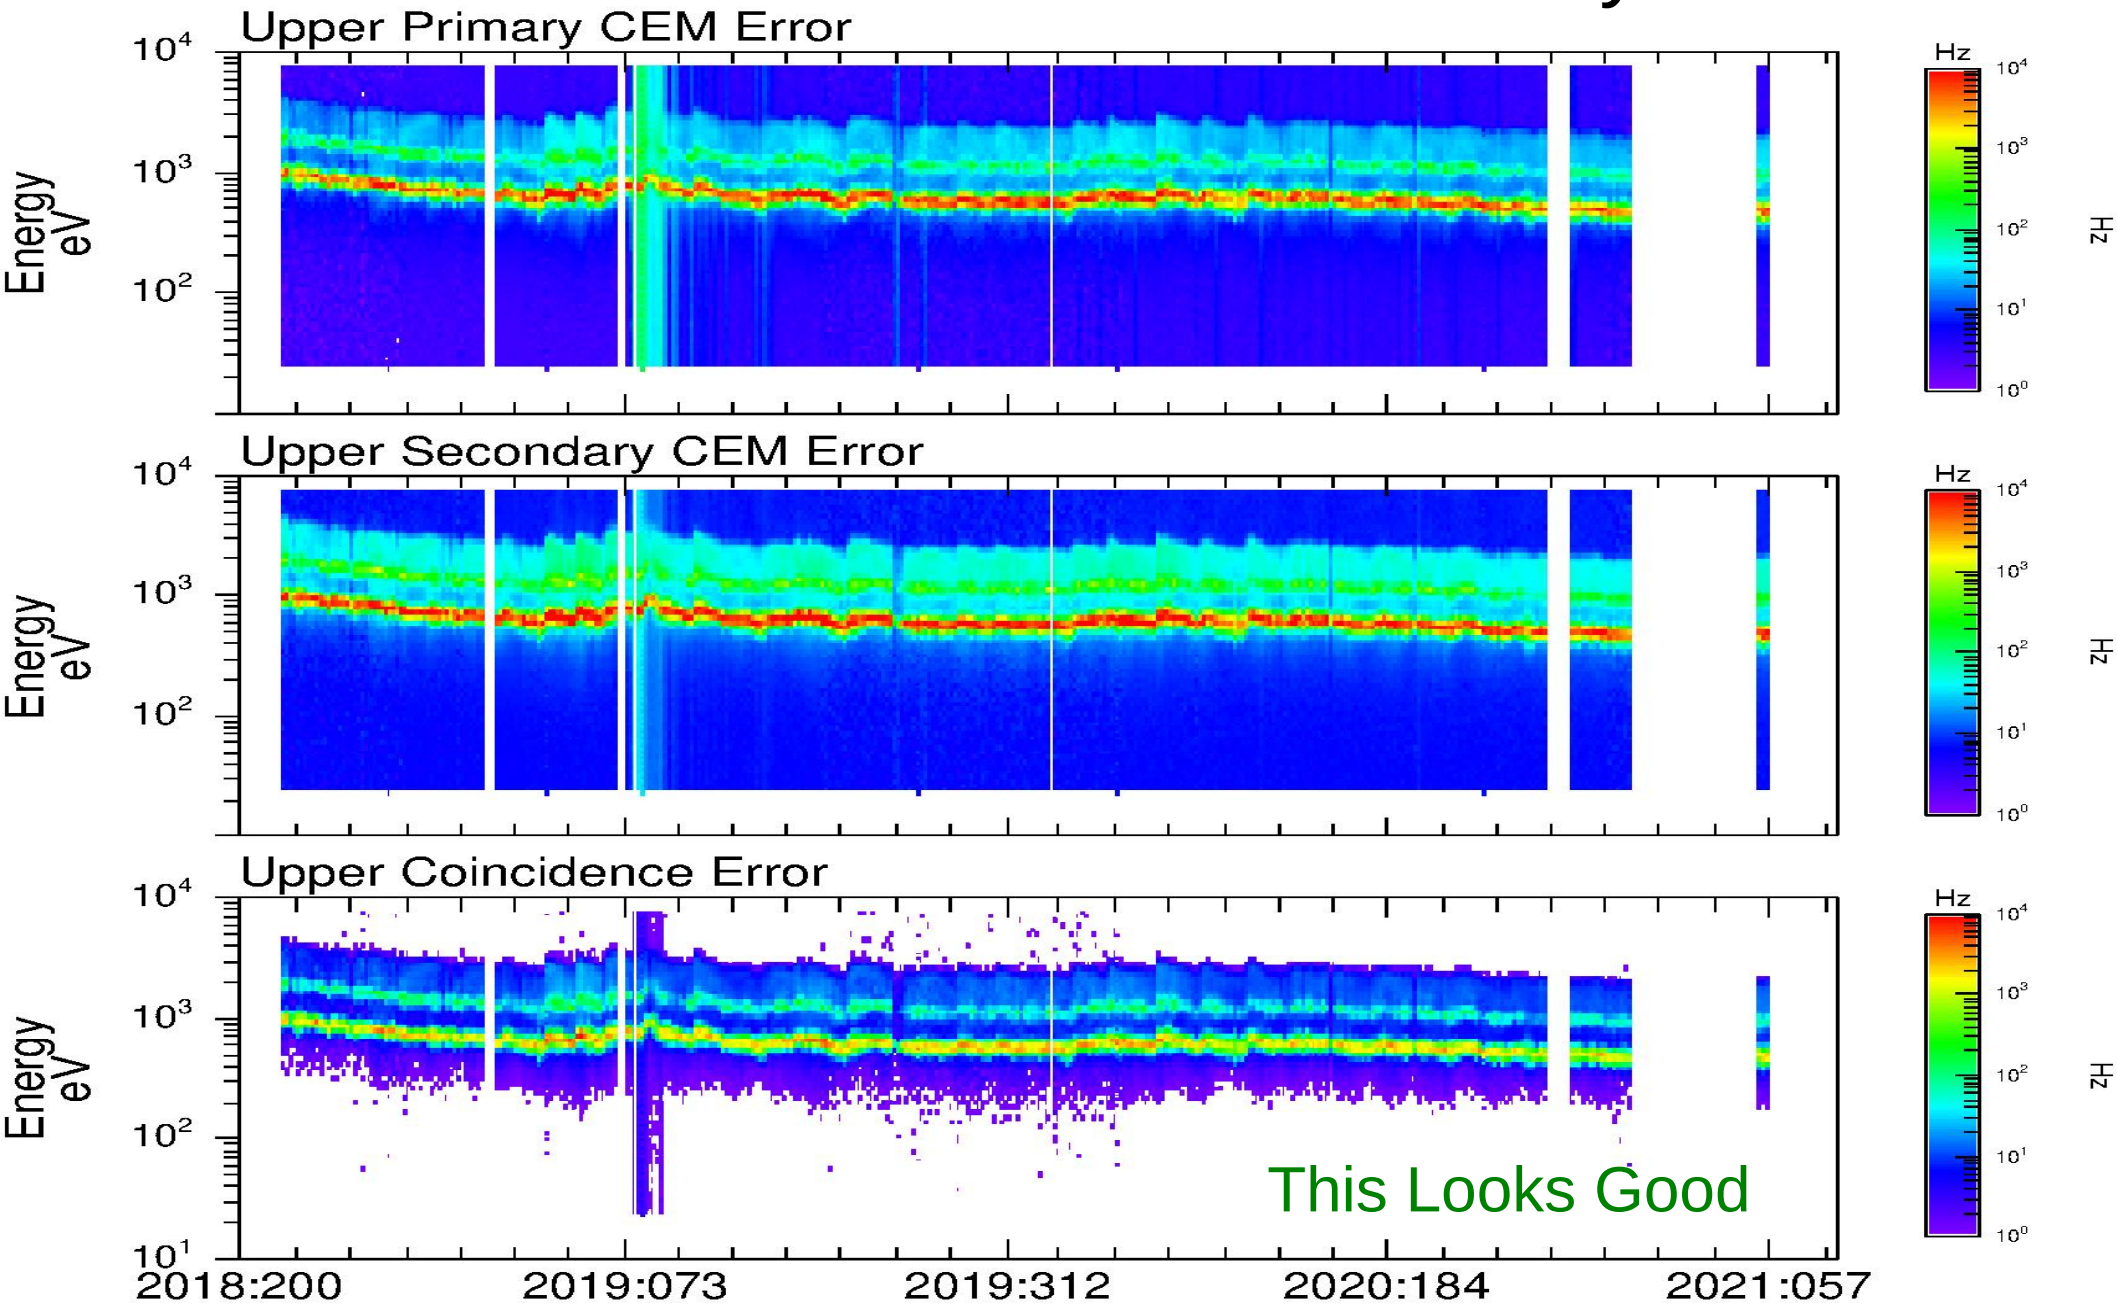 Upper Primary CEM Error
Energy
eV
10⁴
10³
10²
Hz
10⁴
10³
10²
10¹
10⁰
Hz
Upper Secondary CEM Error
Energy
eV
10⁴
10³
10²
Hz
10⁴
10³
10²
10¹
10⁰
Hz
Upper Coincidence Error
Energy
eV
10⁴
10³
10²
10¹
This Looks Good
Hz
10⁴
10³
10²
10¹
10⁰
Hz
2018:200 2019:073 2019:312 2020:184 2021:057